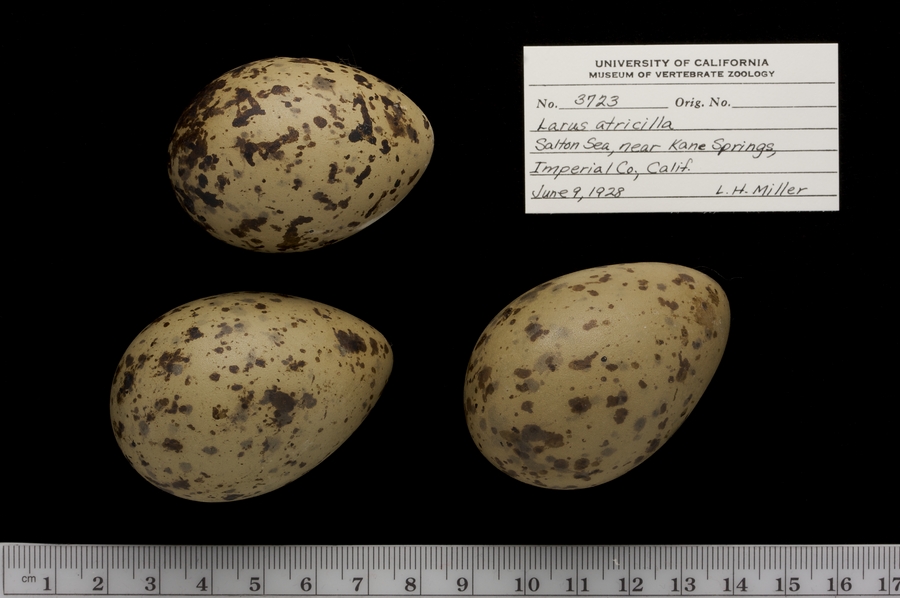 UNIVERSITY OF CALIFORNIA
MUSEUM OF VERTEBRATE ZOOLOGY
No. 3723 Orig. No.
Larus atricilla
Salton Sea, near Kane Springs,
Imperial Co., Calif.
June 9, 1928 L. H. Miller
cm 1 2 3 4 5 6 7 8 9 10 11 12 13 14 15 16 17